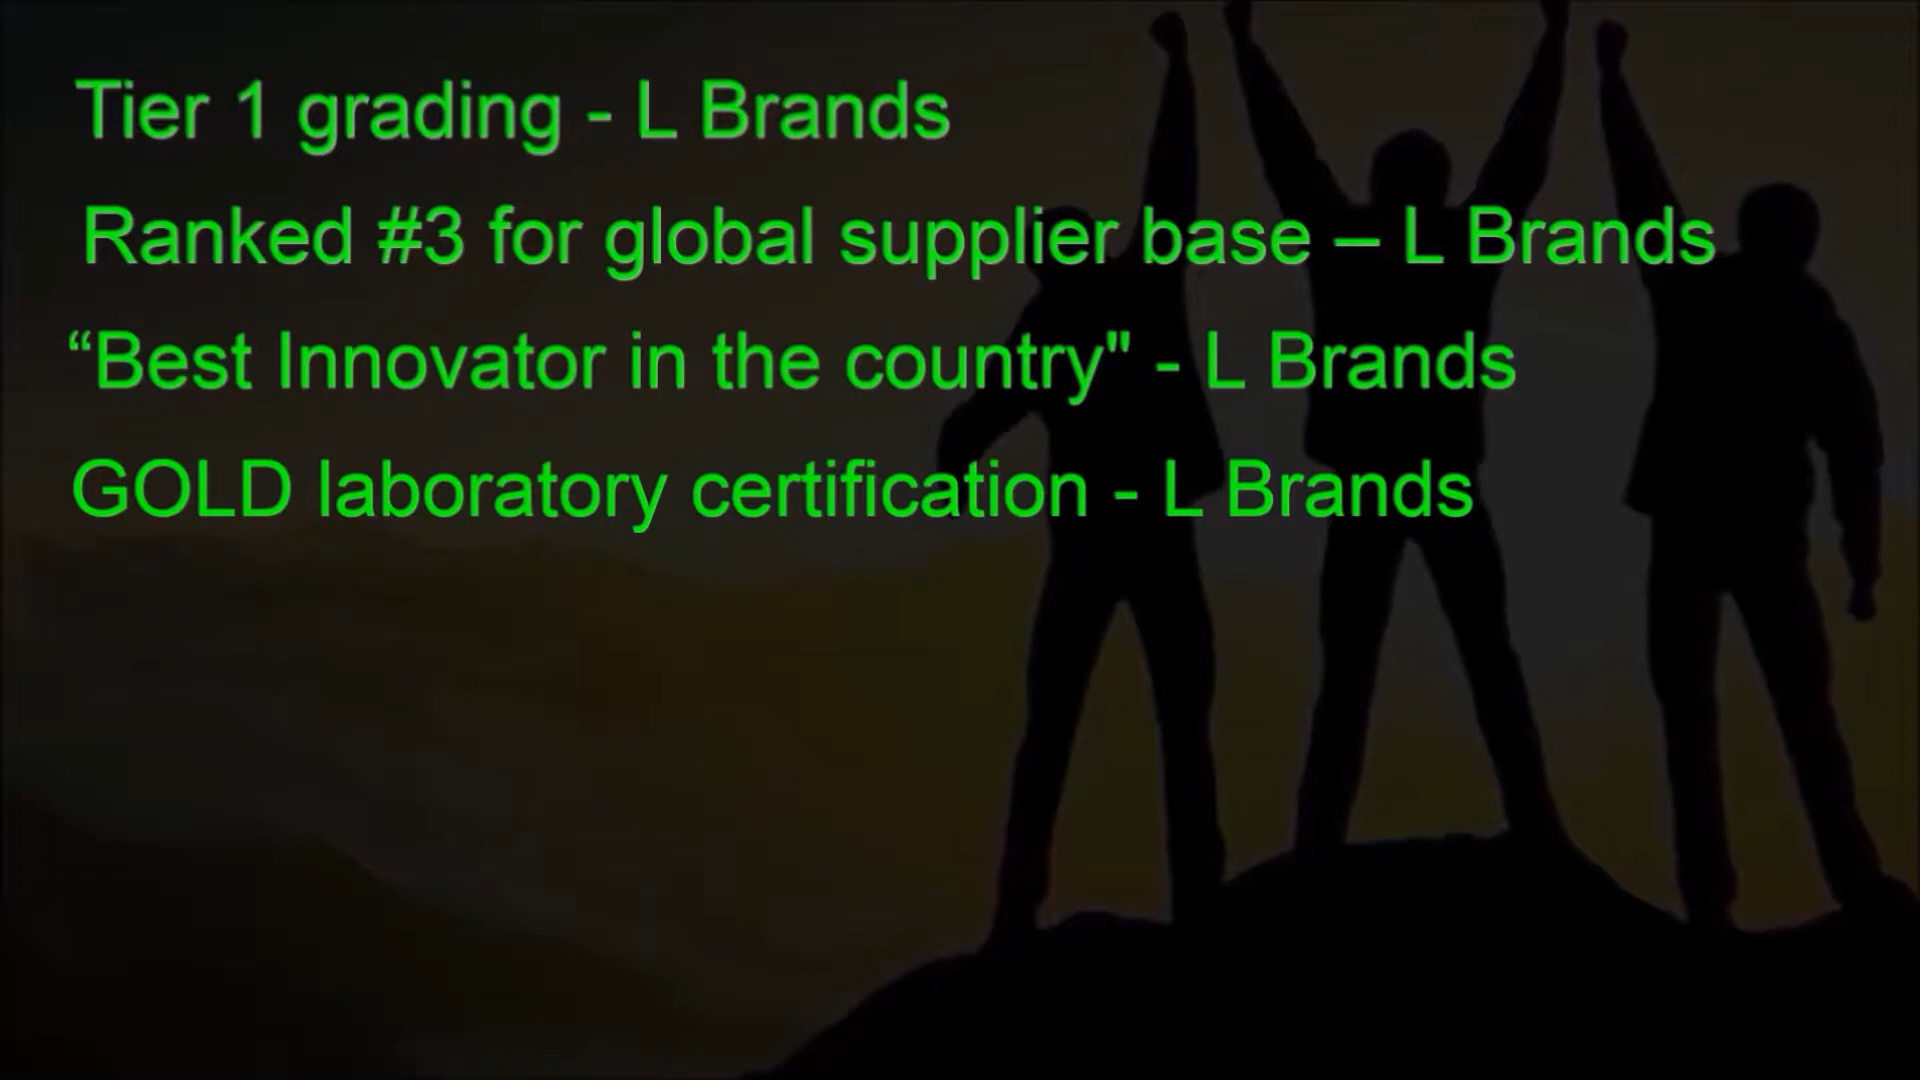 Tier 1 grading - L Brands
Ranked #3 for global supplier base – L Brands
“Best Innovator in the country" - L Brands
GOLD laboratory certification - L Brands